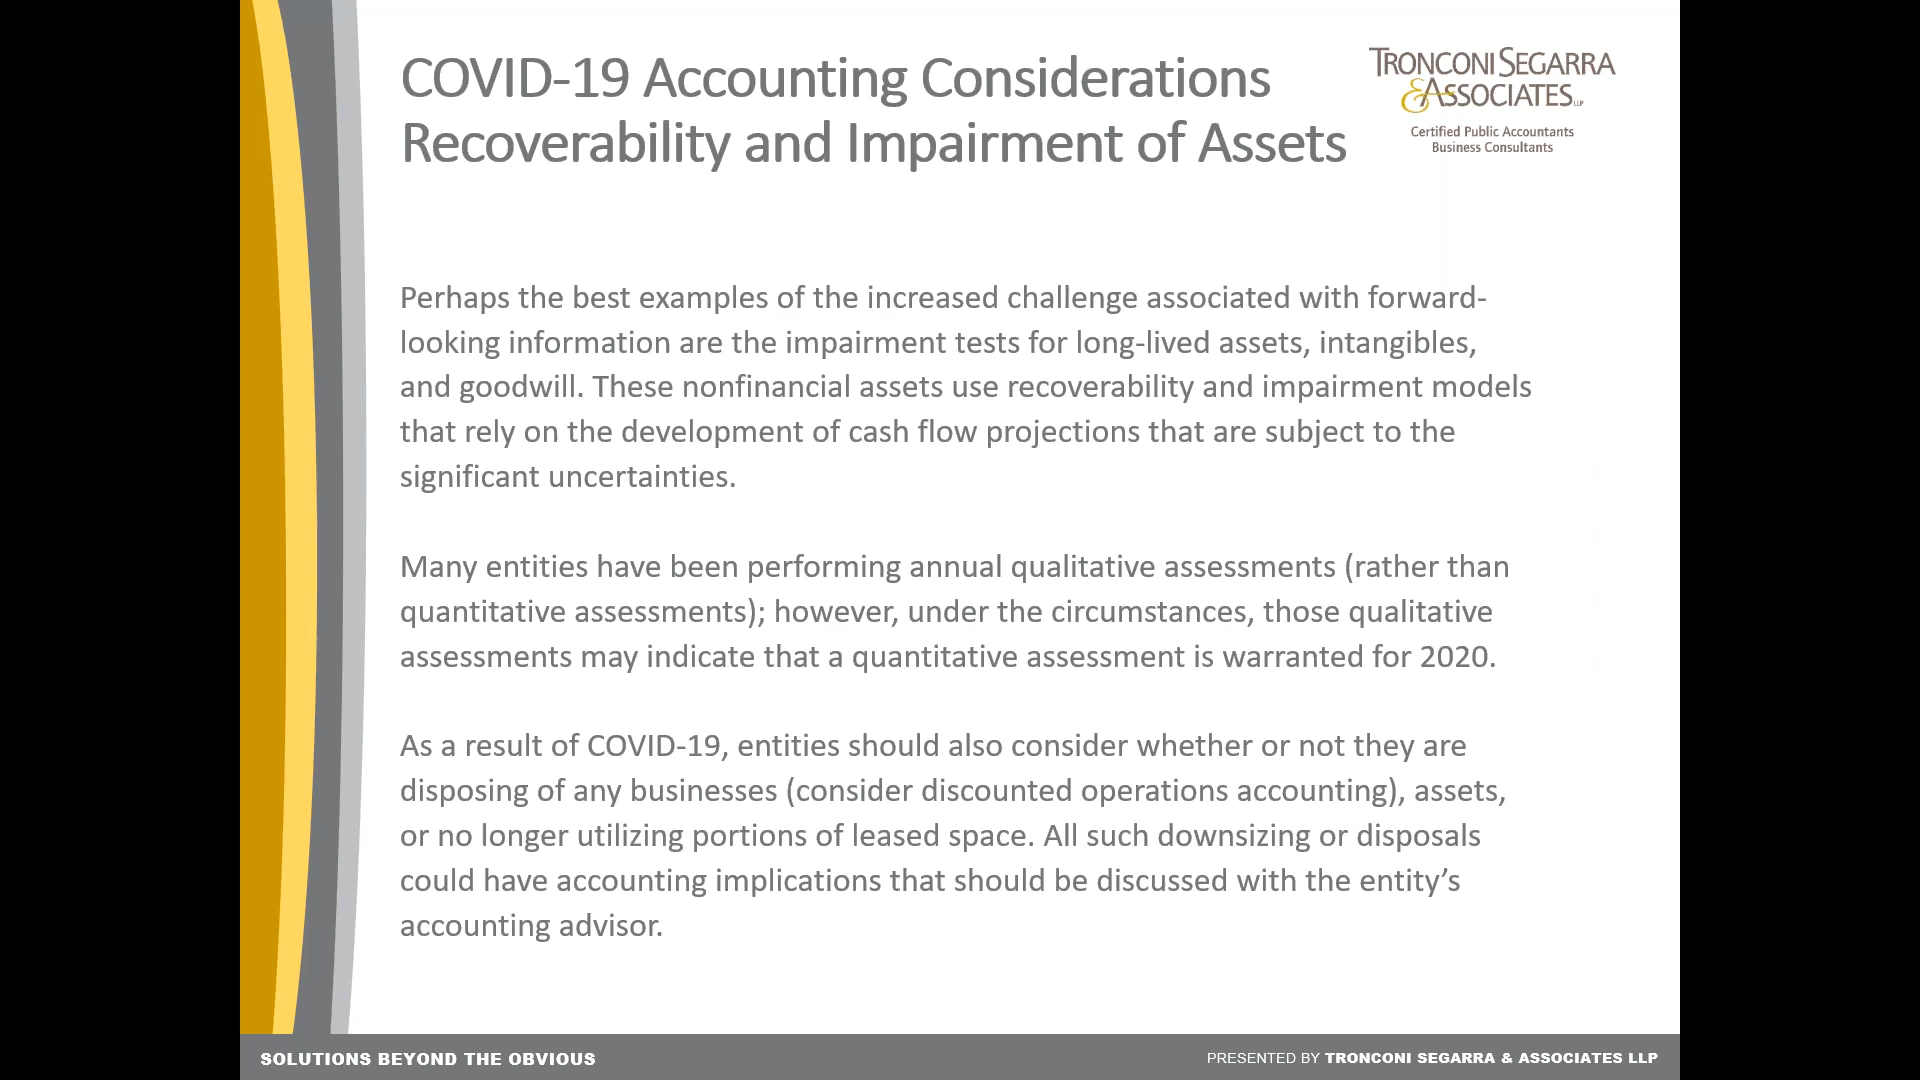 COVID-19 Accounting Considerations
Recoverability and Impairment of Assets
TRONCONI SEGARRA
& ASSOCIATES LLP
Certified Public Accountants
Business Consultants
Perhaps the best examples of the increased challenge associated with forward-
looking information are the impairment tests for long-lived assets, intangibles,
and goodwill. These nonfinancial assets use recoverability and impairment models
that rely on the development of cash flow projections that are subject to the
significant uncertainties.
Many entities have been performing annual qualitative assessments (rather than
quantitative assessments); however, under the circumstances, those qualitative
assessments may indicate that a quantitative assessment is warranted for 2020.
As a result of COVID-19, entities should also consider whether or not they are
disposing of any businesses (consider discounted operations accounting), assets,
or no longer utilizing portions of leased space. All such downsizing or disposals
could have accounting implications that should be discussed with the entity’s
accounting advisor.
SOLUTIONS BEYOND THE OBVIOUS
PRESENTED BY TRONCONI SEGARRA & ASSOCIATES LLP